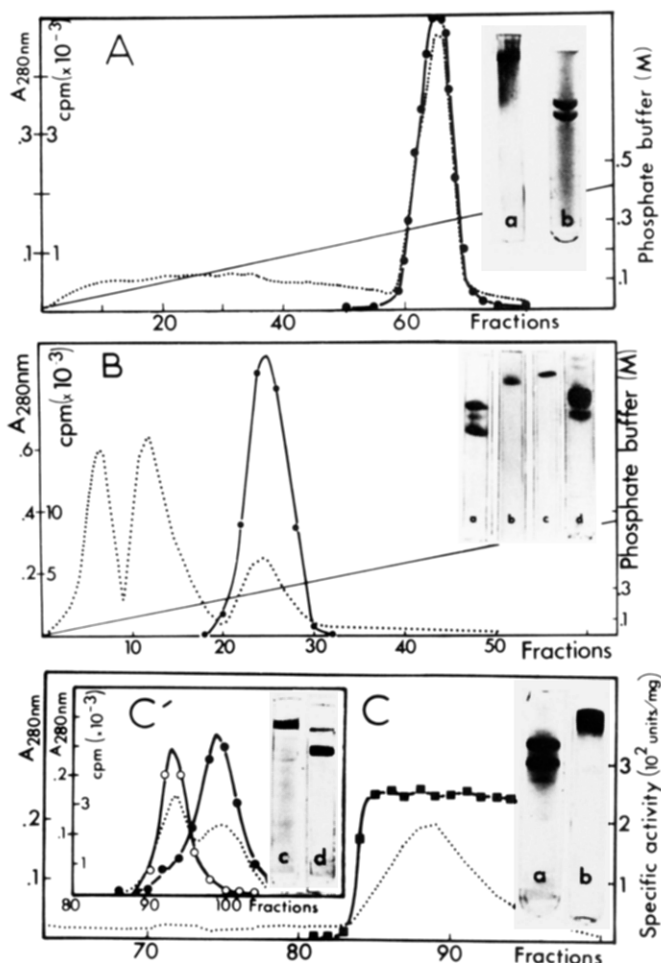 A
A280nm
cpm(x 10-3)
.3 3
.1 1
a b
.5
.3
.1
Phosphate buffer (M)
20 40 60 Fractions
B
A280nm
cpm(x 10-3)
.6
.4 10
.2 5
a b c d
.3
.1
Phosphate buffer (M)
10 20 30 40 Fractions
C' C
A280nm
.2
.1
A280nm
cpm (x10-3)
.2
3
.1
1
c d
80 90 100 Fractions
a b
3
2
1
Specific activity (102 units/mg)
70 80 90 Fractions